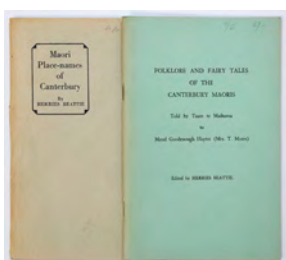 Maori
Place-names
of
Canterbury
by
HERRIES BEATTIE
FOLKLORE AND FAIRY TALES
OF THE
CANTERBURY MAORIS
Told by Taare te Maiharoa
to
Maud Goodenough Hayter (Mrs. T. Moses)
Edited by HERRIES BEATTIE